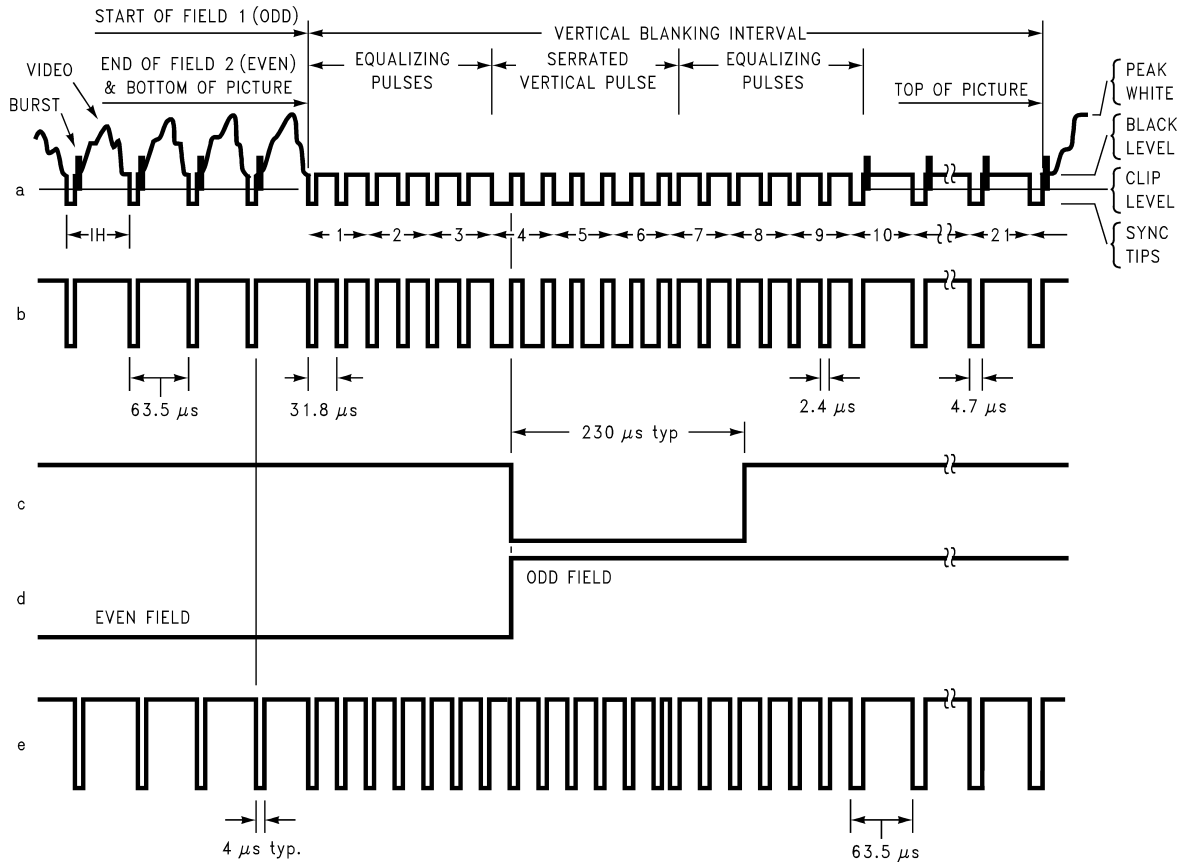 START OF FIELD 1 (ODD)
VERTICAL BLANKING INTERVAL
END OF FIELD 2 (EVEN)
& BOTTOM OF PICTURE
EQUALIZING
PULSES
SERRATED
VERTICAL PULSE
EQUALIZING
PULSES
TOP OF PICTURE
VIDEO
BURST
PEAK
WHITE
BLACK
LEVEL
CLIP
LEVEL
SYNC
TIPS
a
1H
1 2 3 4 5 6 7 8 9 10 21
b
63.5 μs
31.8 μs
2.4 μs
4.7 μs
230 μs typ
c
d
ODD FIELD
EVEN FIELD
e
4 μs typ.
63.5 μs